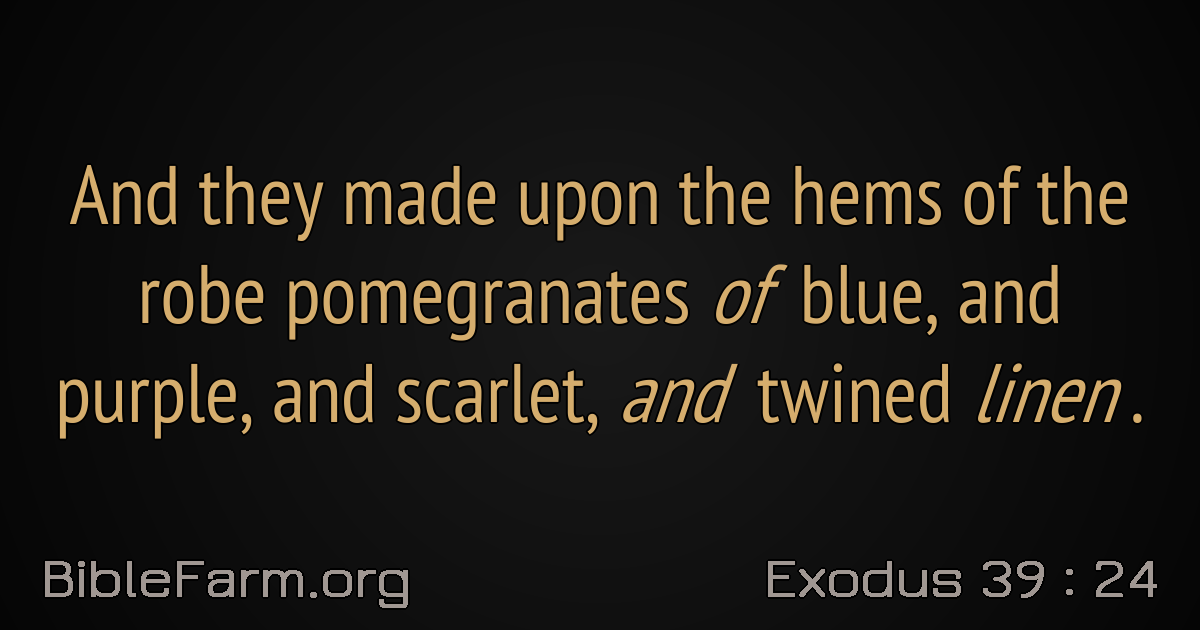 And they made upon the hems of the
robe pomegranates of blue, and
purple, and scarlet, and twined linen .
BibleFarm.org
Exodus 39 : 24